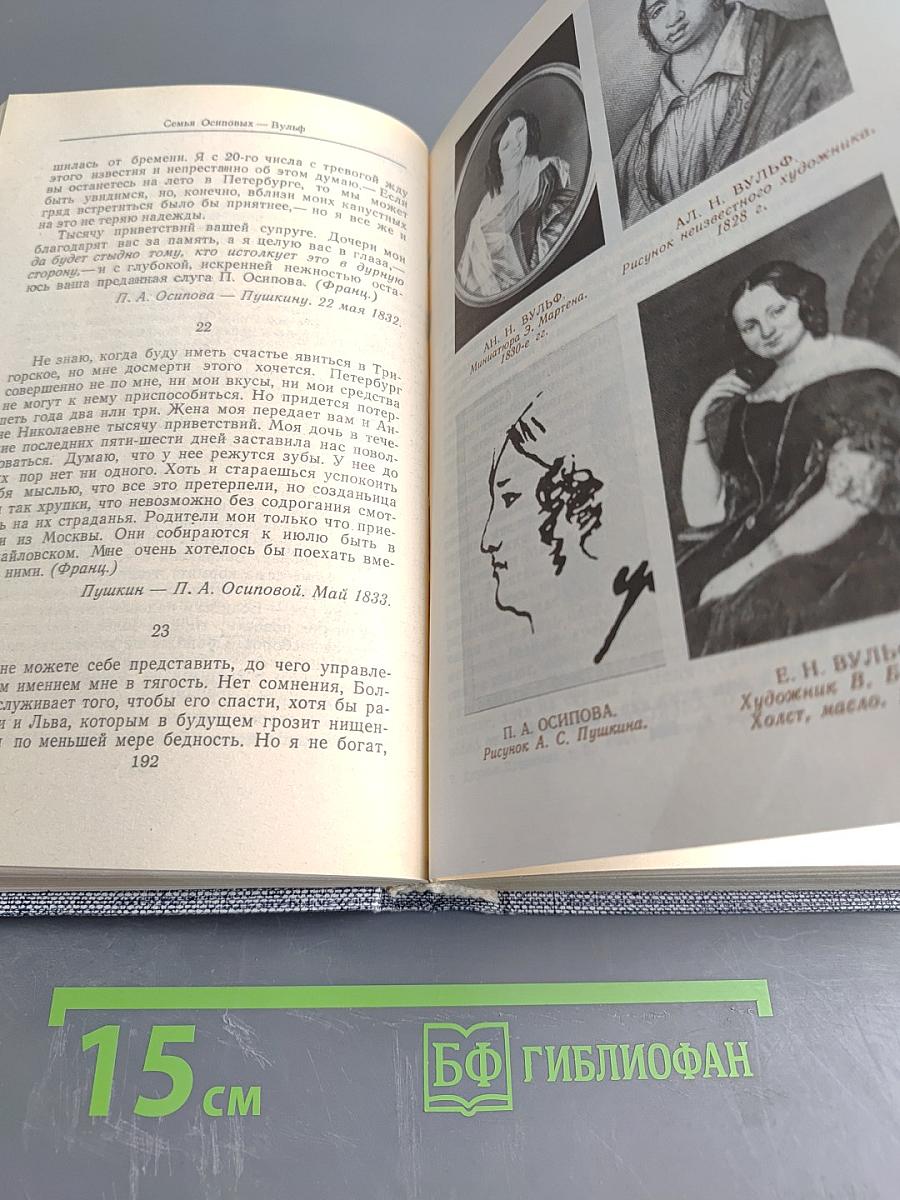 Семья Осиповых — Вульф
шилась от бремени. Я с 20-го числа с тревогой жду
этого известия и непрестанно об этом думаю.— Если
вы останетесь на лето в Петербурге, то мы может
быть увидимся, но, конечно, вблизи моих капустных
гряд встретиться было бы приятнее,— но я все же и
на это не теряю надежды.
Тысячу приветствий вашей супруге. Дочери мои
благодарят вас за память, а я целую вас в глаза,—
да будет стыдно тому, кто истолкует это в дурную
сторону,— и с глубокой, искренней нежностью оста-
юсь ваша преданная слуга П. Осипова. (Франц.)
П. А. Осипова — Пушкину. 22 мая 1832.
22
Не знаю, когда буду иметь счастье явиться в Три-
горское, но мне досмерти этого хочется. Петербург
совершенно не по мне, ни мои вкусы, ни мои средства
не могут к нему приспособиться. Но придется потер-
петь года два или три. Жена моя передает вам и Ан-
не Николаевне тысячу приветствий. Моя дочь в тече-
ние последних пяти-шести дней заставила нас повол-
оваться. Думаю, что у нее режутся зубы. У нее до
х пор нет ни одного. Хоть и стараешься успокоить
бя мыслью, что все это претерпели, но созданьица
и так хрупки, что невозможно без содрогания смот-
ь на их страданья. Родители мои только что прие-
и из Москвы. Они собираются к июлю быть в
айловском. Мне очень хотелось бы поехать вме-
ними. (Франц.)
Пушкин — П. А. Осиповой. Май 1833.
23
не можете себе представить, до чего управле-
м имением мне в тягость. Нет сомнения, Бол-
служивает того, чтобы его спасти, хотя бы ра-
и и Льва, которым в будущем грозит нищен-
и по меньшей мере бедность. Но я не богат,
192
АН. Н. ВУЛЬФ.
Миниатюра Э. Мартена.
1830-е гг.
АЛ. Н. ВУЛЬФ.
Рисунок неизвестного художника.
1828 г.
П. А. ОСИПОВА.
Рисунок А. С. Пушкина.
Е. Н. ВУЛЬФ
Художник В. Б
Холст, масло.
15 см
БФ ГИБЛИОФАН